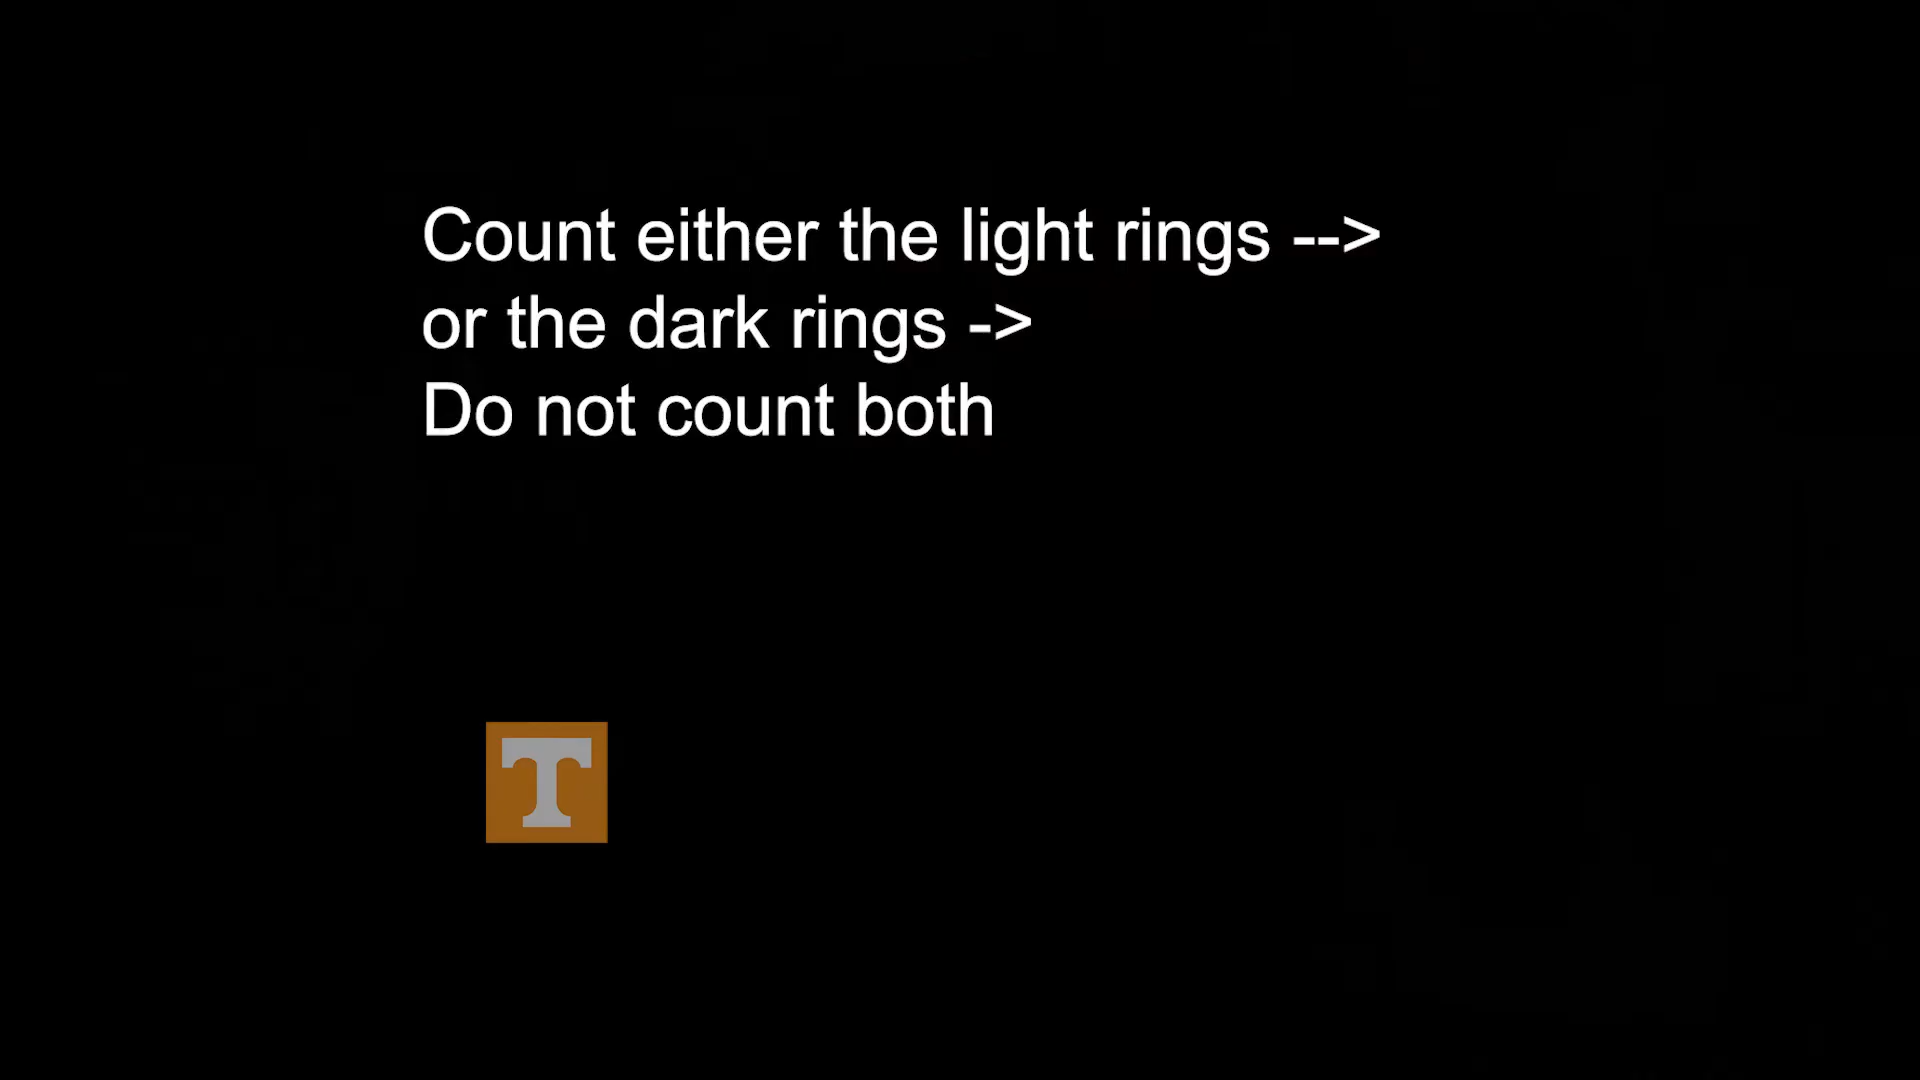 Count either the light rings -->
or the dark rings ->
Do not count both
T